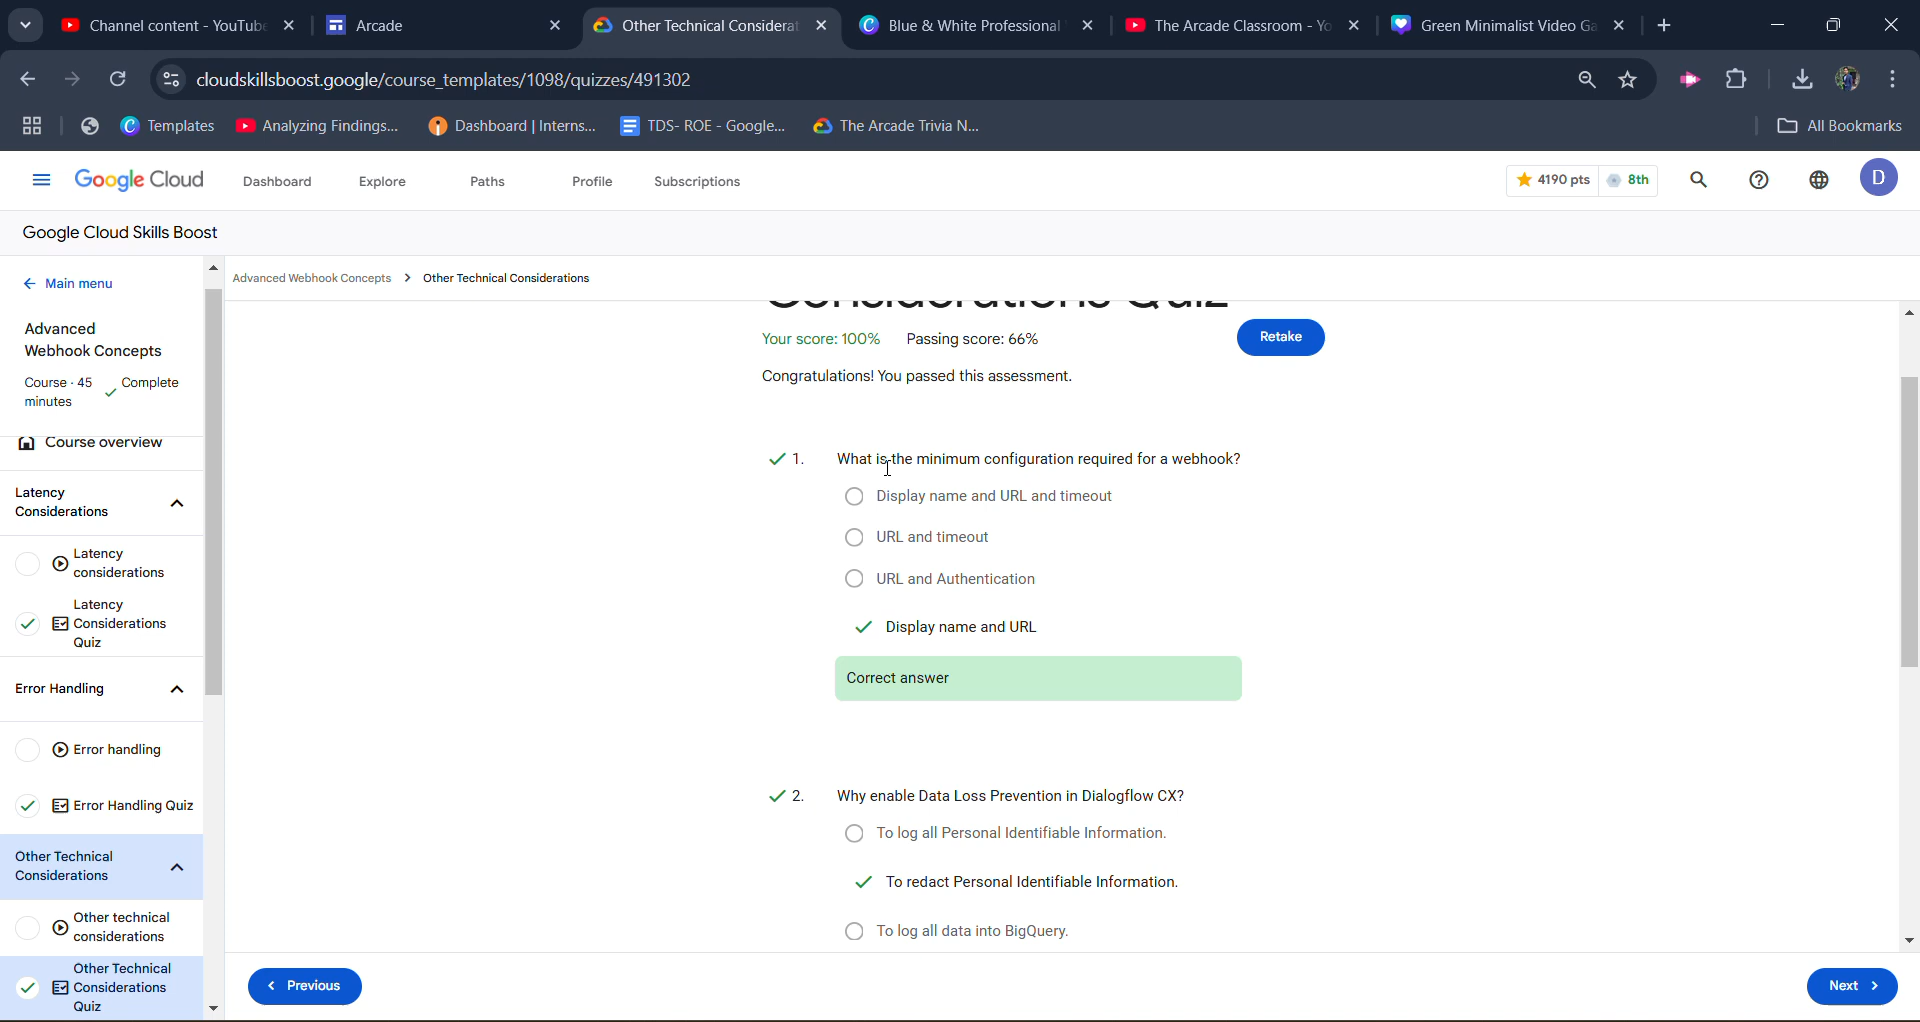 Channel content - YouTube
Arcade
Other Technical Considerat
Blue & White Professional
The Arcade Classroom - Yo
Green Minimalist Video Ga
cloudskillsboost.google/course_templates/1098/quizzes/491302
Templates
Analyzing Findings...
Dashboard | Interns...
TDS- ROE - Google...
The Arcade Trivia N...
All Bookmarks
Google Cloud
Dashboard
Explore
Paths
Profile
Subscriptions
4190 pts
8th
D
Google Cloud Skills Boost
Main menu
Advanced Webhook Concepts > Other Technical Considerations
Advanced
Webhook Concepts
Course · 45
minutes
Complete
Course overview
Latency
Considerations
Latency
considerations
Latency
Considerations
Quiz
Error Handling
Error handling
Error Handling Quiz
Other Technical
Considerations
Other technical
considerations
Other Technical
Considerations
Quiz
Considerations Quiz
Your score: 100% Passing score: 66%
Retake
Congratulations! You passed this assessment.
1. What is the minimum configuration required for a webhook?
Display name and URL and timeout
URL and timeout
URL and Authentication
Display name and URL
Correct answer
2. Why enable Data Loss Prevention in Dialogflow CX?
To log all Personal Identifiable Information.
To redact Personal Identifiable Information.
To log all data into BigQuery.
Previous
Next